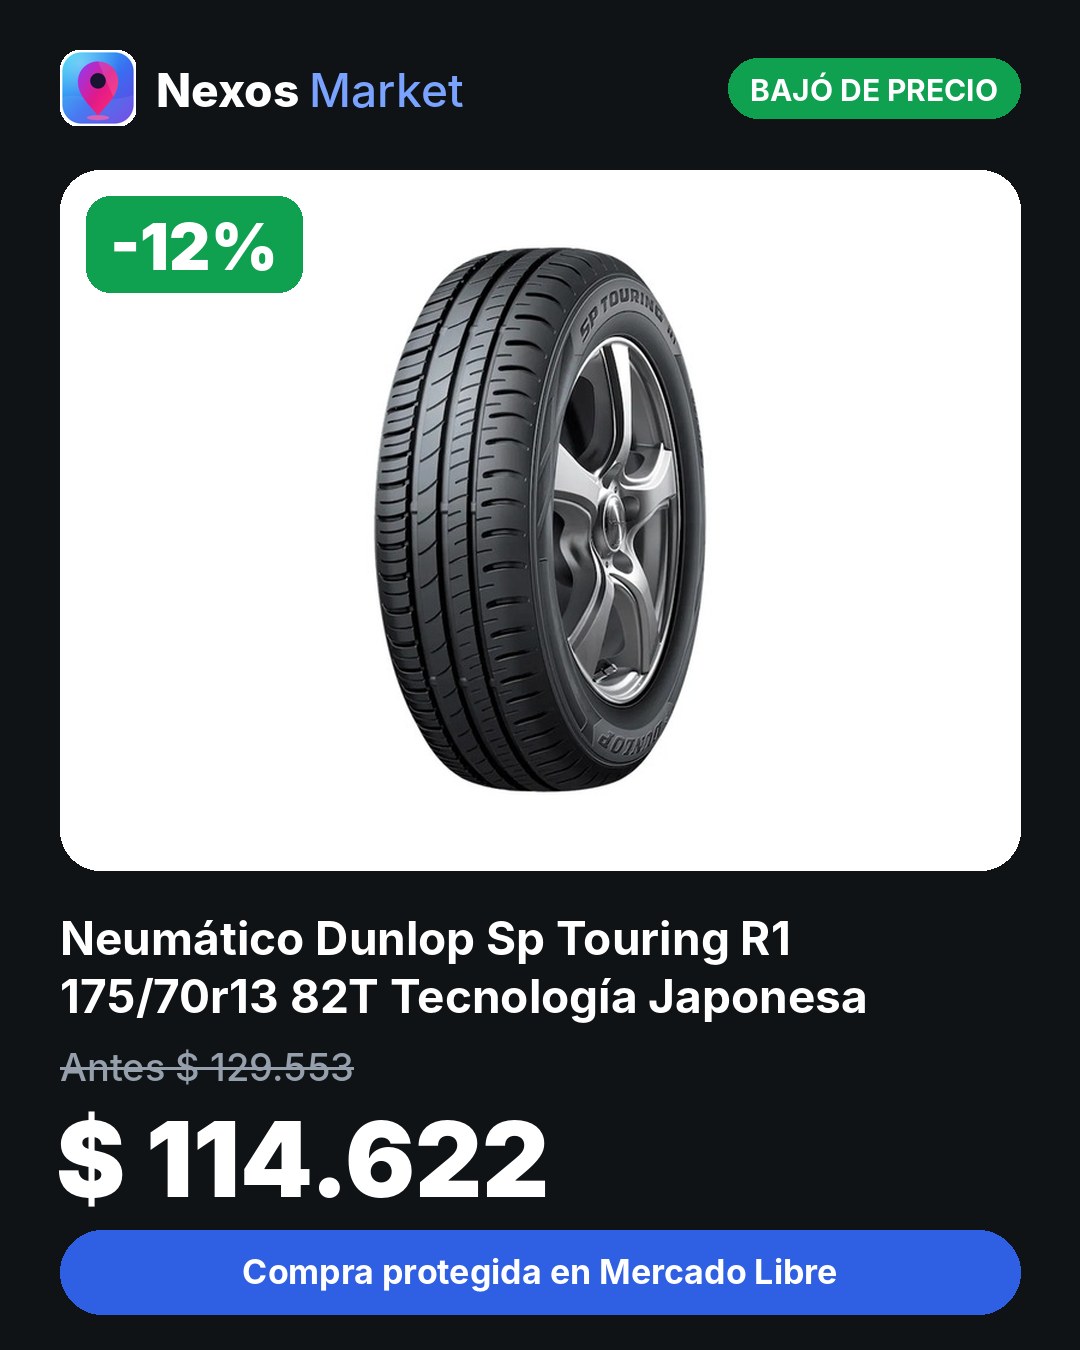 Nexos Market
BAJÓ DE PRECIO
-12%
SP TOURING
DUNLOP
Neumático Dunlop Sp Touring R1
175/70r13 82T Tecnología Japonesa
Antes $ 129.553
$ 114.622
Compra protegida en Mercado Libre